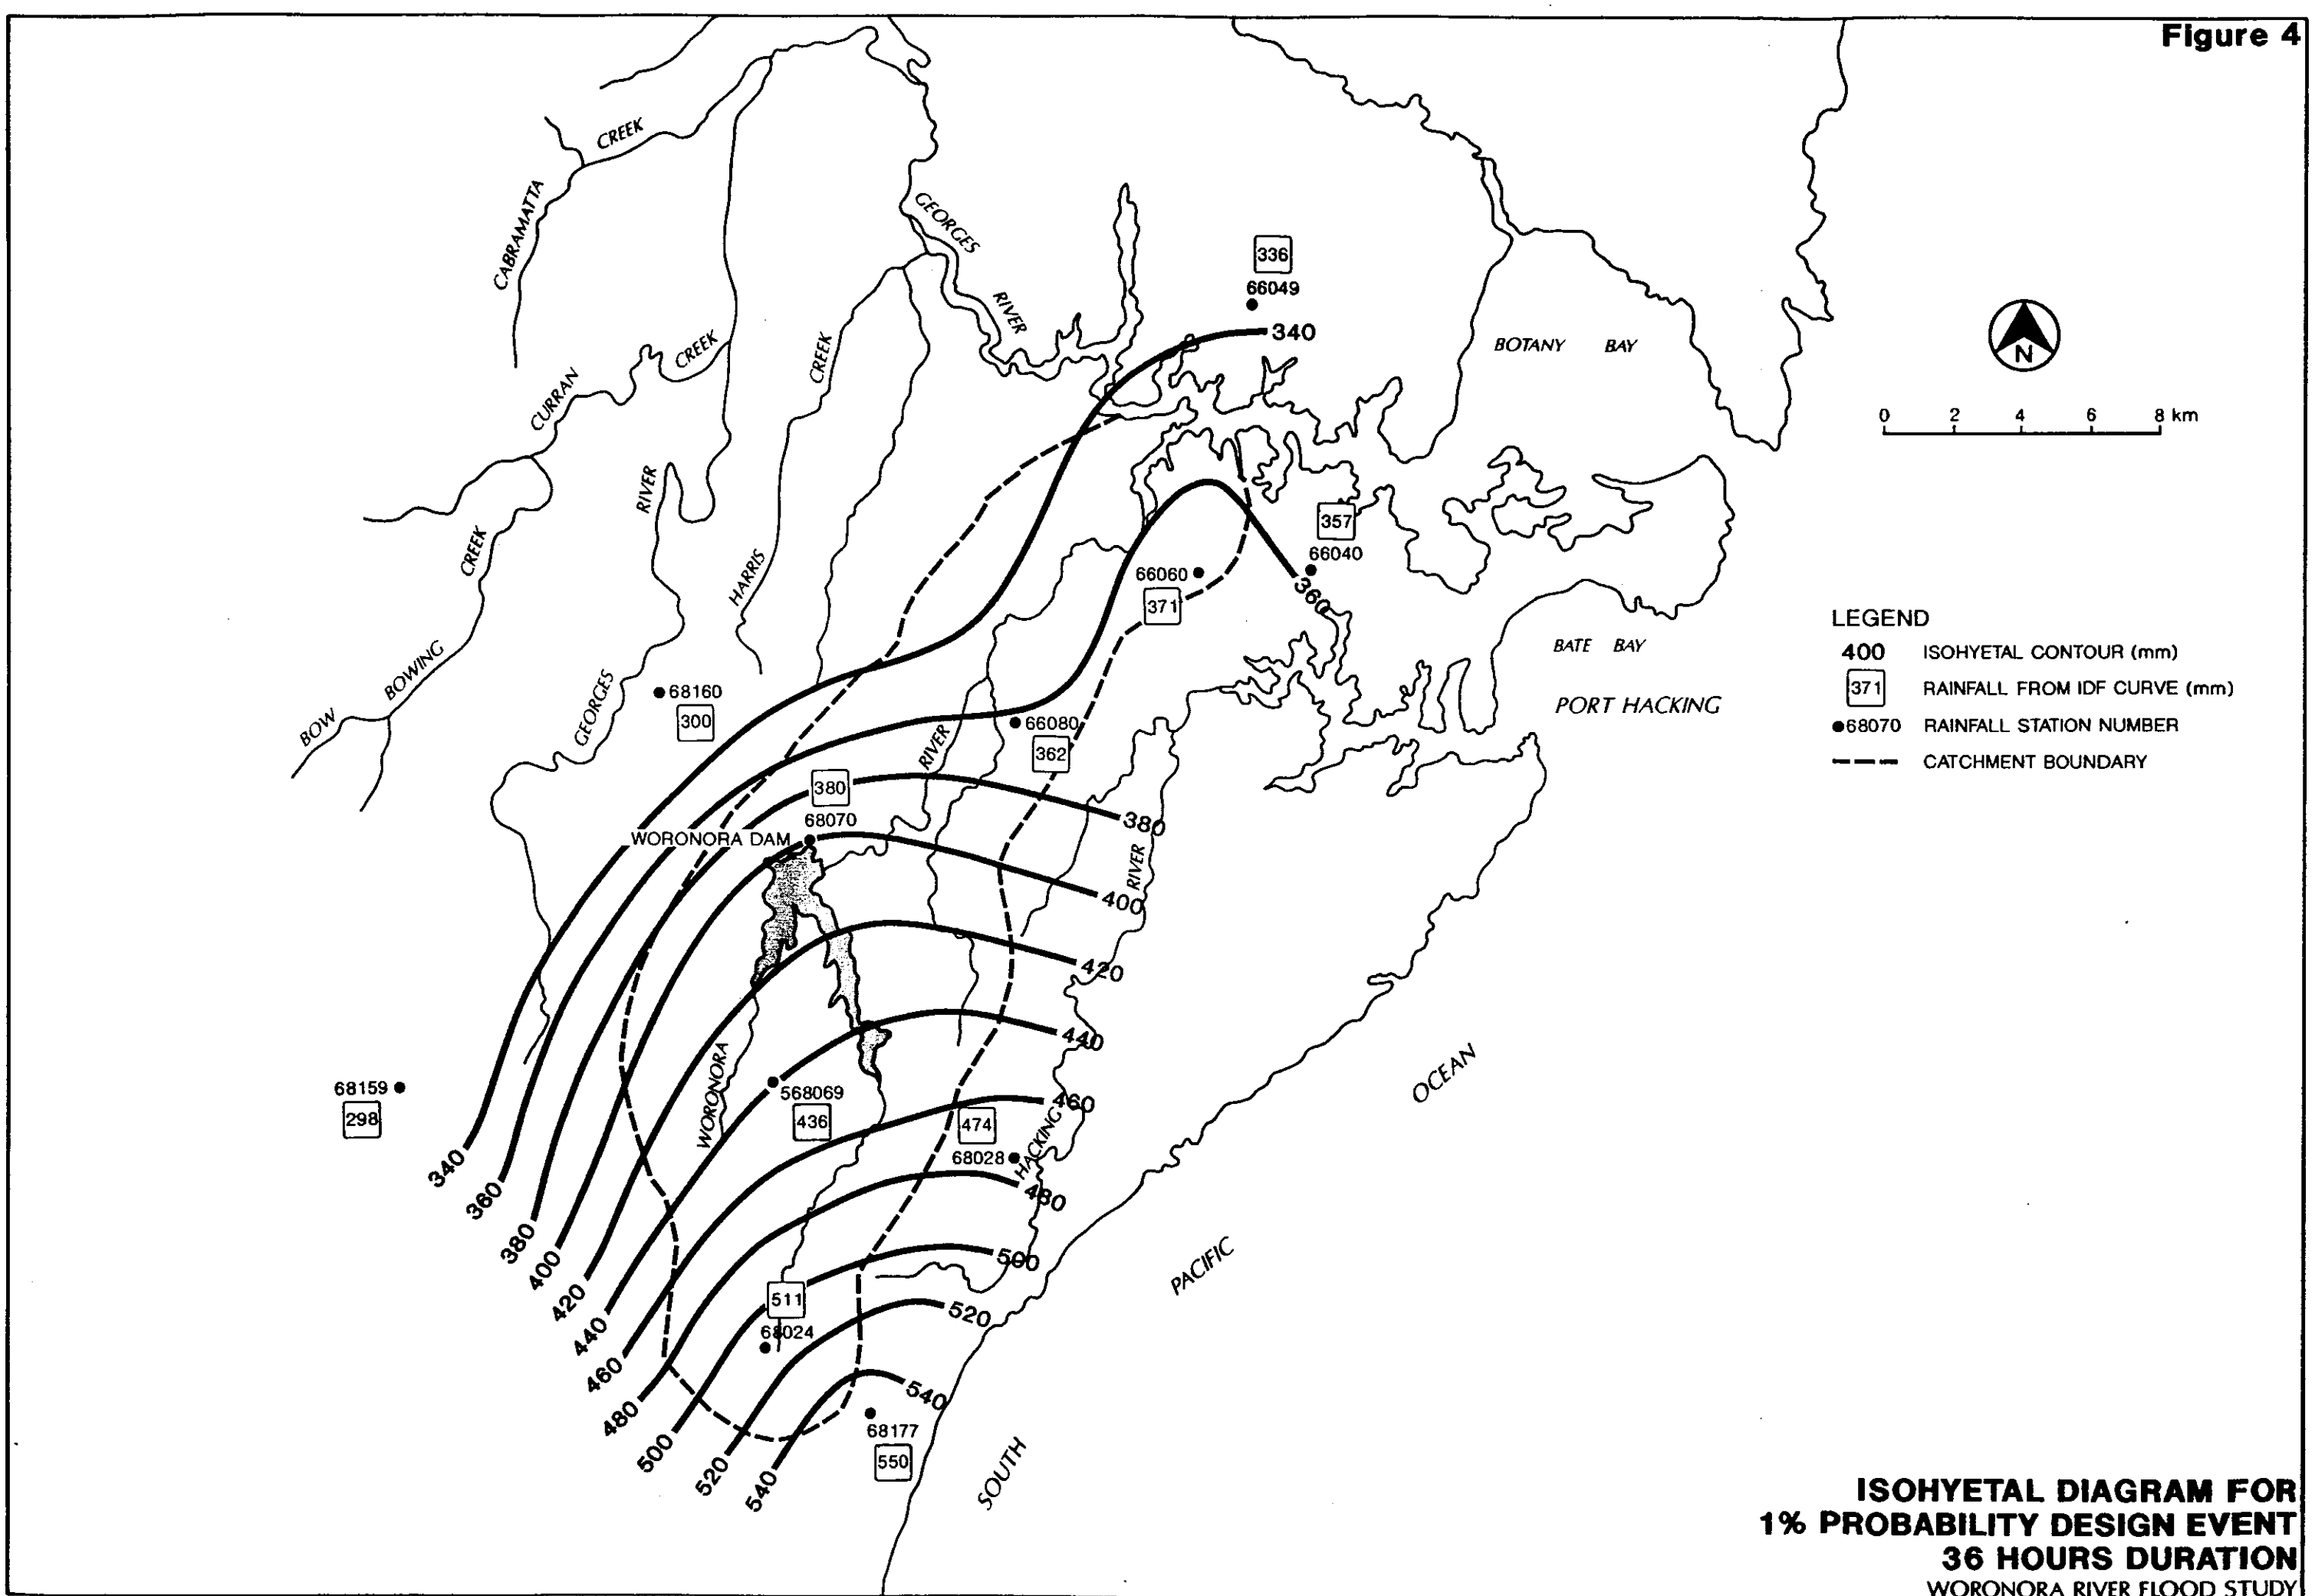 Figure 4
CREEK
CABRAMATTA
GEORGES
RIVER
336
66049
340
BOTANY BAY
N
0 2 4 6 8 km
CREEK
CURRAN
CREEK
RIVER
HARRIS
CREEK
357
66040
360
66060
371
BATE BAY
PORT HACKING
LEGEND
400 ISOHYETAL CONTOUR (mm)
371 RAINFALL FROM IDF CURVE (mm)
●68070 RAINFALL STATION NUMBER
CATCHMENT BOUNDARY
BOW
BOWING
GEORGES
68160
300
RIVER
66080
362
380
68070
WORONORA DAM
380
RIVER
400
420
440
WORONORA
568069
436
460
474
68028
HACKING
480
68159
298
340
360
380
400
420
440
460
480
500
520
540
500
511
68024
520
540
68177
550
SOUTH
PACIFIC
OCEAN
ISOHYETAL DIAGRAM FOR
1% PROBABILITY DESIGN EVENT
36 HOURS DURATION
WORONORA RIVER FLOOD STUDY